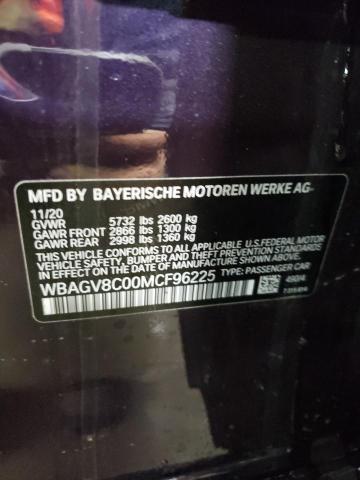 MFD BY BAYERISCHE MOTOREN WERKE AG
11/20
GVWR 5732 lbs 2600 kg
GAWR FRONT 2866 lbs 1300 kg
GAWR REAR 2998 lbs 1360 kg
THIS VEHICLE CONFORMS TO ALL APPLICABLE U.S. FEDERAL MOTOR
VEHICLE SAFETY, BUMPER, AND THEFT PREVENTION STANDARDS
IN EFFECT ON THE DATE OF MANUFACTURE SHOWN ABOVE.
WBAGV8C00MCF96225 TYPE: PASSENGER CAR